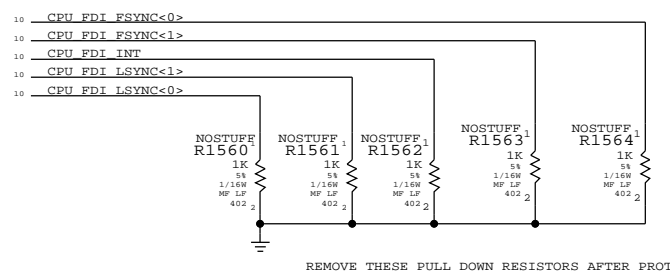 10 CPU_FDI_FSYNC<0>
10 CPU_FDI_FSYNC<1>
10 CPU_FDI_INT
10 CPU_FDI_LSYNC<1>
10 CPU_FDI_LSYNC<0>
NOSTUFF
R1560
1
1K
5%
1/16W
MF LF
402
2
NOSTUFF
R1561
1
1K
5%
1/16W
MF LF
402
2
NOSTUFF
R1562
1
1K
5%
1/16W
MF LF
402
2
NOSTUFF
R1563
1
1K
5%
1/16W
MF LF
402
2
NOSTUFF
R1564
1
1K
5%
1/16W
MF LF
402
2
REMOVE THESE PULL DOWN RESISTORS AFTER PROT